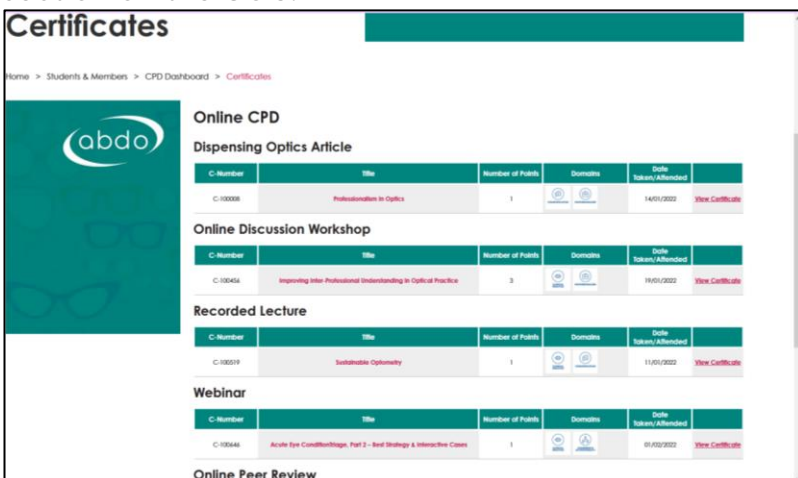 Certificates
Home > Students & Members > CPD Dashboard > Certificates
abdo
Online CPD
Dispensing Optics Article
C-Number Title Number of Points Domains Date Taken/Attended
C-100008 Professionalism in Optics 1 14/01/2022 View Certificate
Online Discussion Workshop
C-Number Title Number of Points Domains Date Taken/Attended
C-100456 Improving Inter-Professional Understanding in Optical Practice 3 19/01/2022 View Certificate
Recorded Lecture
C-Number Title Number of Points Domains Date Taken/Attended
C-100519 Sustainable Optometry 1 11/01/2022 View Certificate
Webinar
C-Number Title Number of Points Domains Date Taken/Attended
C-100646 Acute Eye ConditionTriage. Part 2 - Best Strategy & Interactive Cases 1 01/02/2022 View Certificate
Online Peer Review